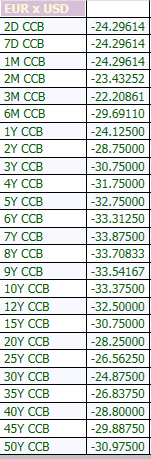 EUR x USD
2D CCB -24.29614
7D CCB -24.29614
1M CCB -24.29614
2M CCB -23.43252
3M CCB -22.20861
6M CCB -29.69110
1Y CCB -24.12500
2Y CCB -28.75000
3Y CCB -30.75000
4Y CCB -31.75000
5Y CCB -32.75000
6Y CCB -33.31250
7Y CCB -33.87500
8Y CCB -33.70833
9Y CCB -33.54167
10Y CCB -33.37500
12Y CCB -32.50000
15Y CCB -30.75000
20Y CCB -28.25000
25Y CCB -26.56250
30Y CCB -24.87500
35Y CCB -26.83750
40Y CCB -28.80000
45Y CCB -29.88750
50Y CCB -30.97500